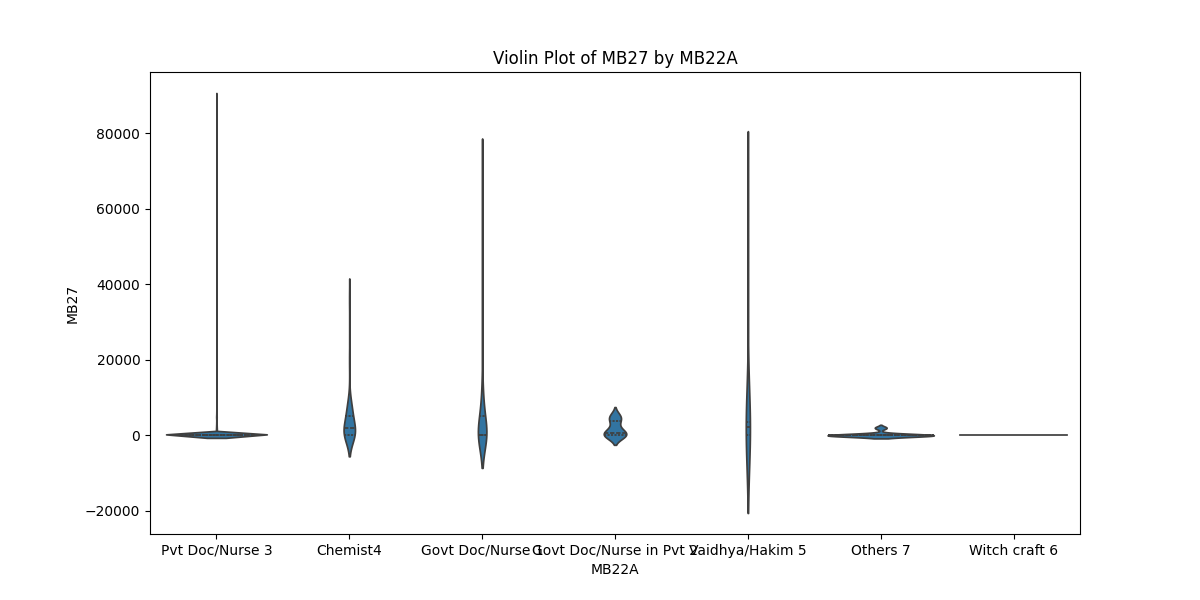 Violin Plot of MB27 by MB22A
MB27
80000
60000
40000
20000
0
−20000
Pvt Doc/Nurse 3
Chemist4
Govt Doc/Nurse 1
Govt Doc/Nurse in Pvt 2
Vaidhya/Hakim 5
Others 7
Witch craft 6
MB22A